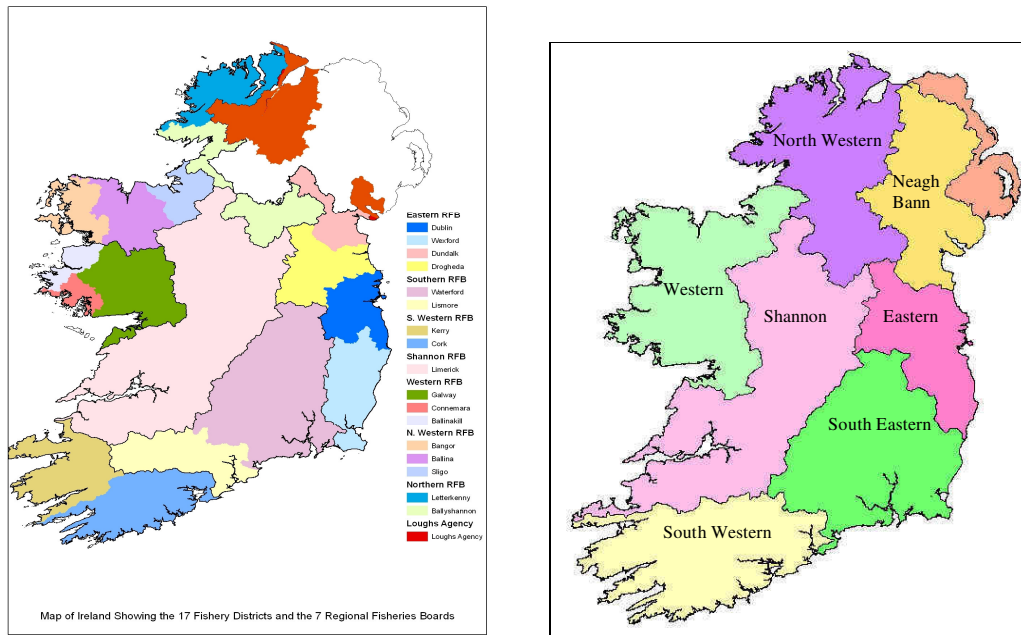 Eastern RFB
Dublin
Wexford
Dundalk
Drogheda
Southern RFB
Waterford
Lismore
S. Western RFB
Kerry
Cork
Shannon RFB
Limerick
Western RFB
Galway
Connemara
Ballinakill
N. Western RFB
Bangor
Ballina
Sligo
Northern RFB
Letterkenny
Ballyshannon
Loughs Agency
Loughs Agency
Map of Ireland Showing the 17 Fishery Districts and the 7 Regional Fisheries Boards
North Western
Neagh
Bann
Western
Shannon
Eastern
South Eastern
South Western